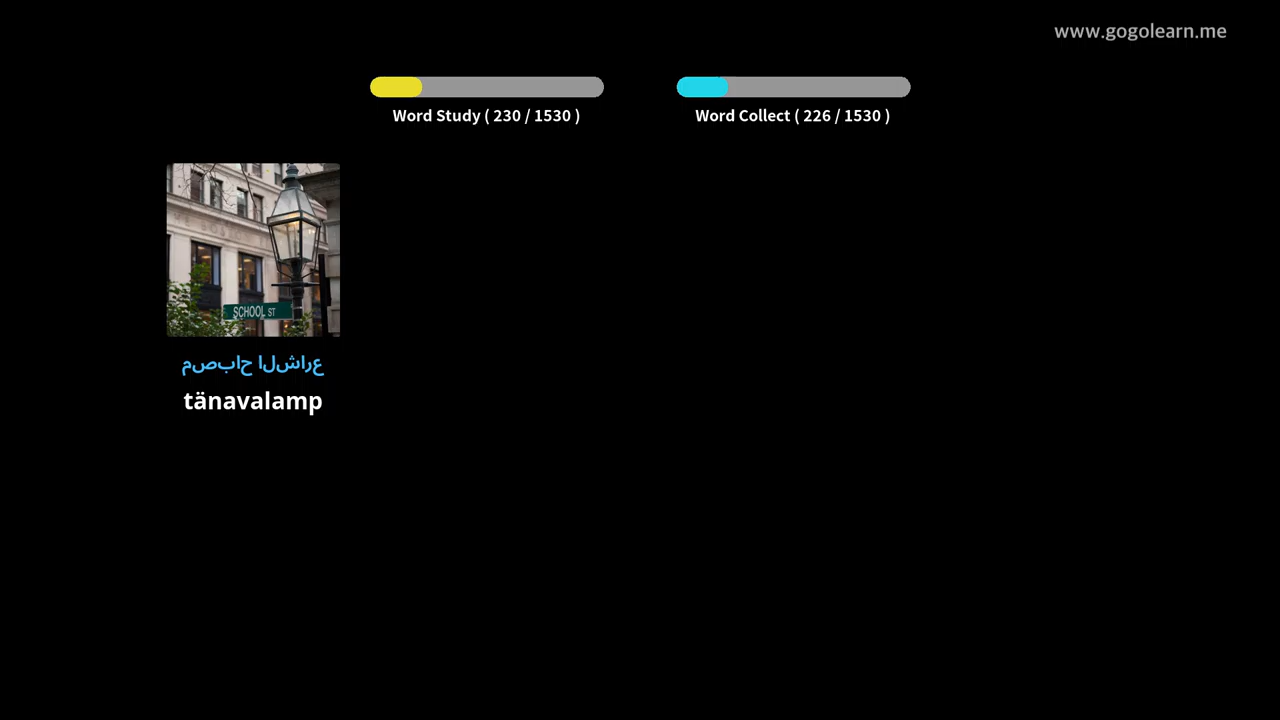 www.gogolearn.me
Word Study ( 230 / 1530 )
Word Collect ( 226 / 1530 )
SCHOOL ST
مصباح الشارع
tänavalamp